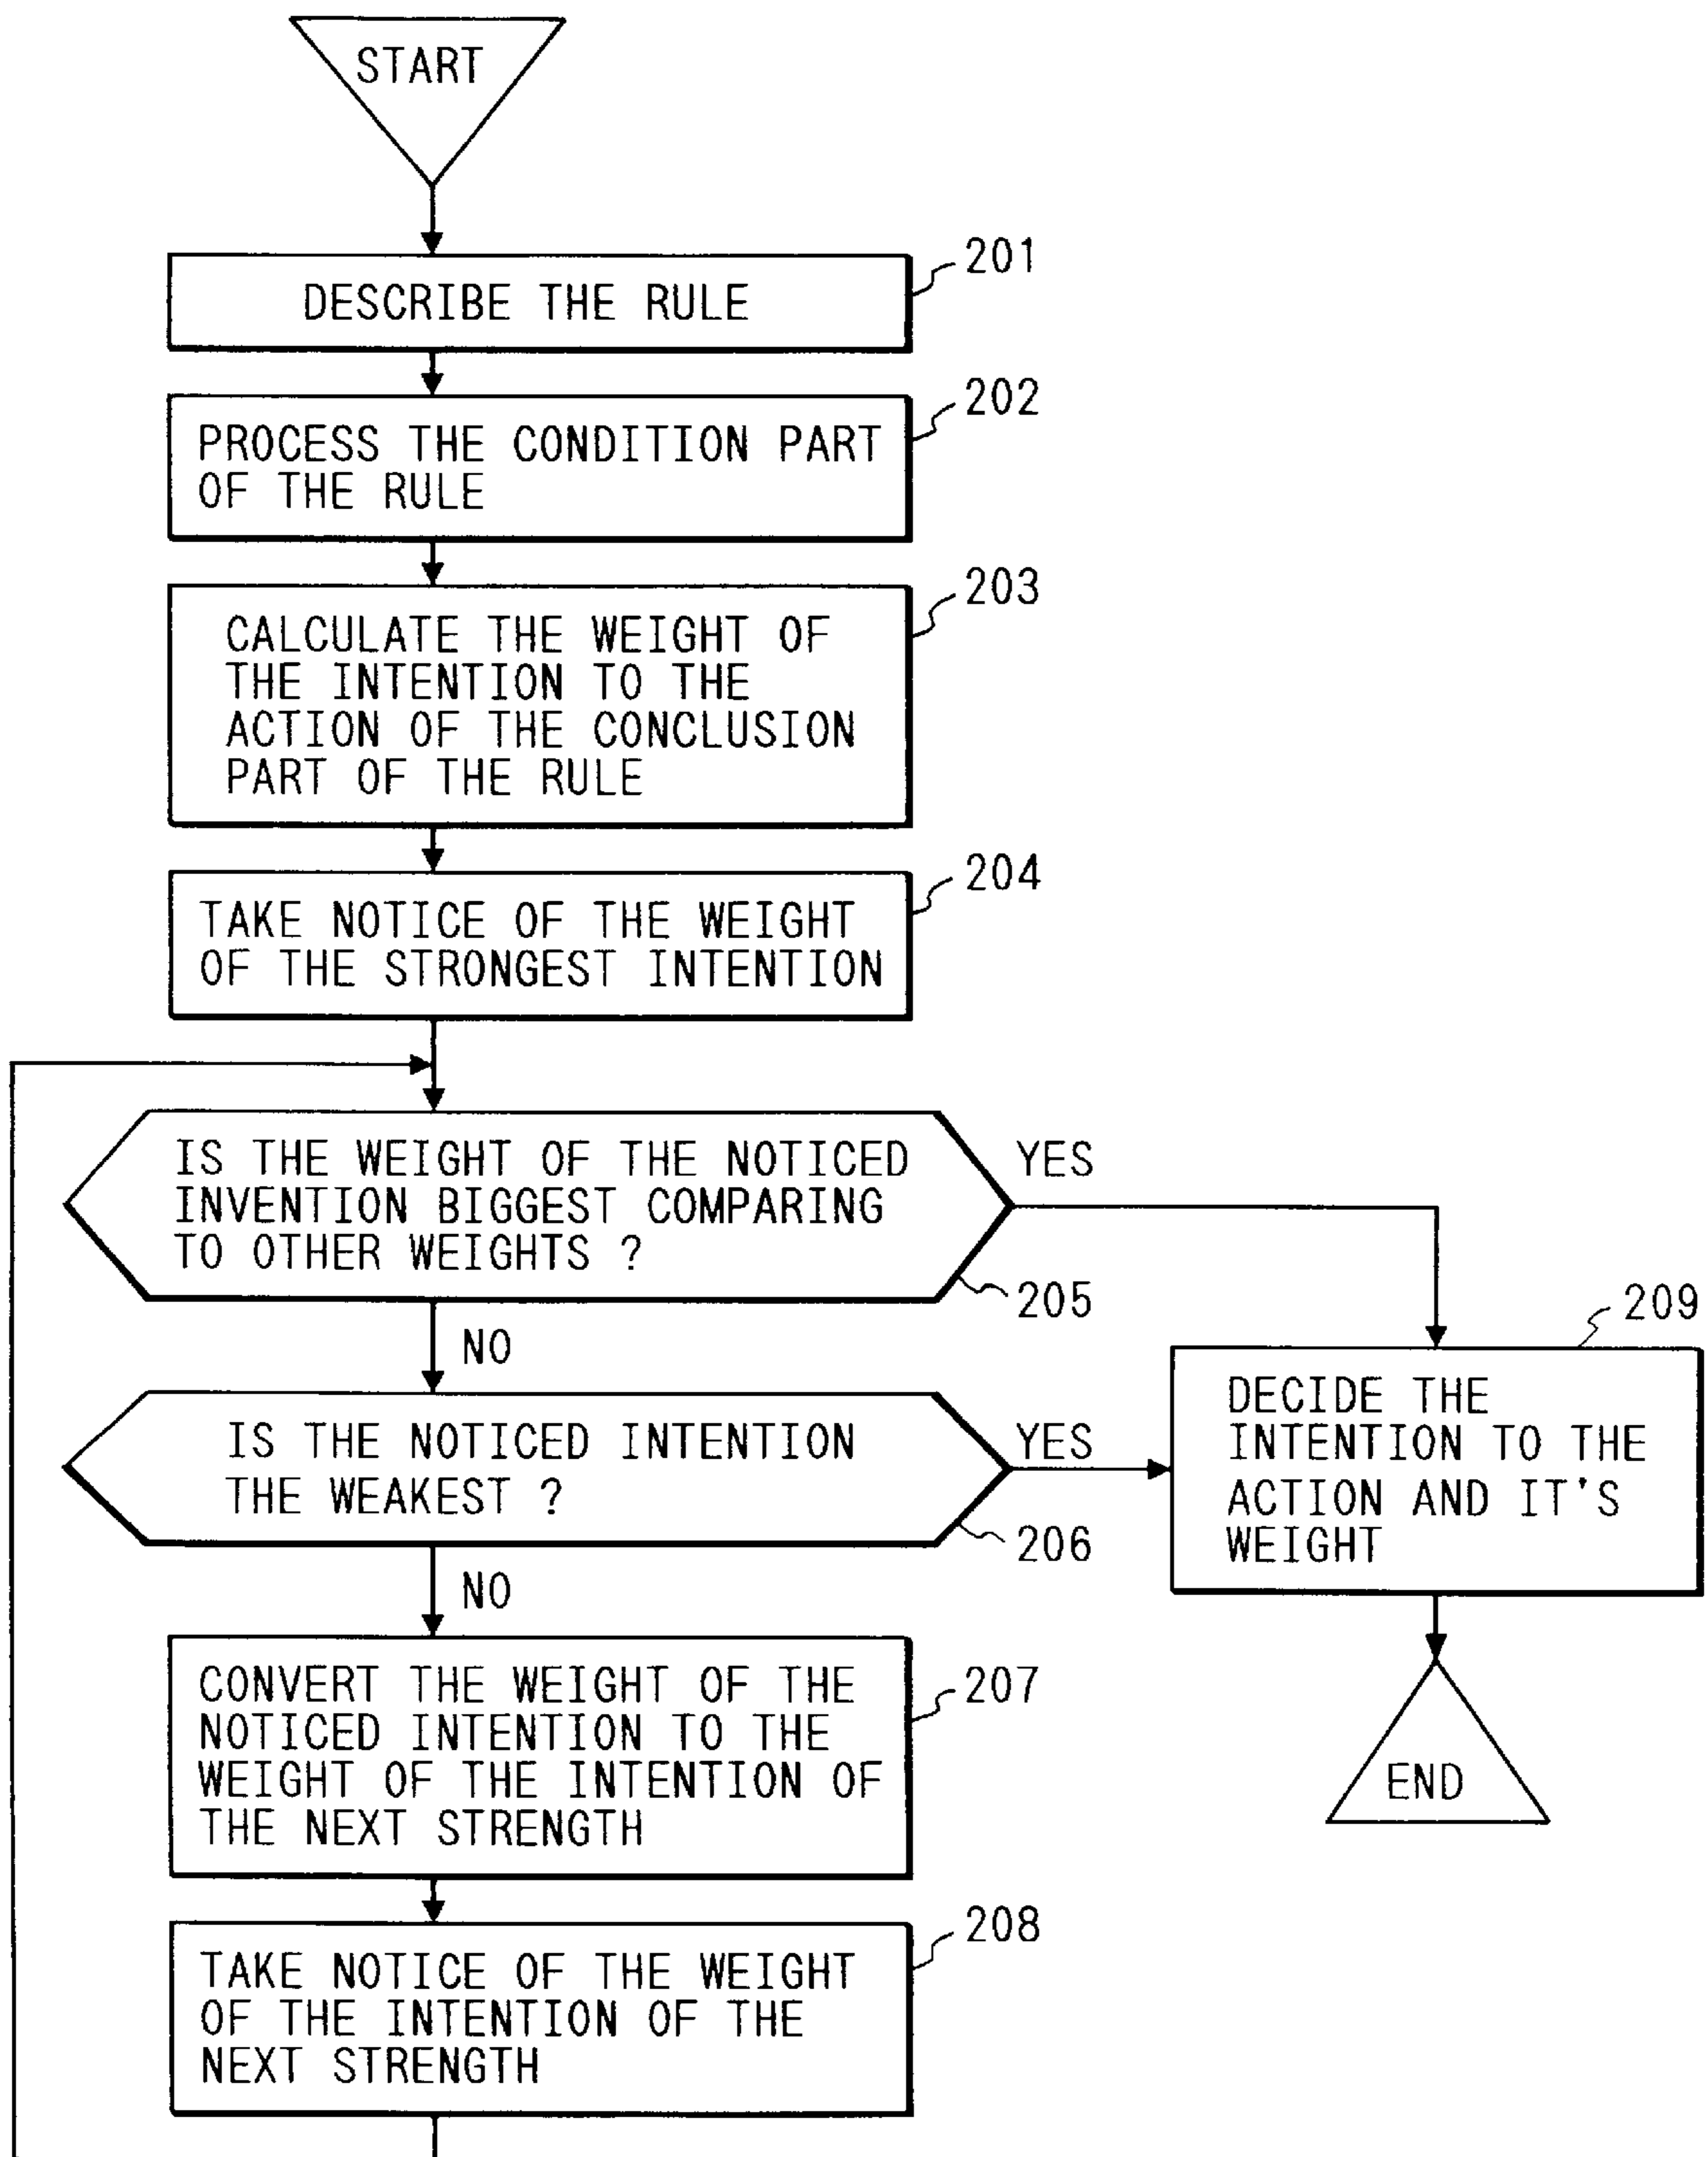 START
201
DESCRIBE THE RULE
202
PROCESS THE CONDITION PART
OF THE RULE
203
CALCULATE THE WEIGHT OF
THE INTENTION TO THE
ACTION OF THE CONCLUSION
PART OF THE RULE
204
TAKE NOTICE OF THE WEIGHT
OF THE STRONGEST INTENTION
IS THE WEIGHT OF THE NOTICED
INVENTION BIGGEST COMPARING
TO OTHER WEIGHTS ?
YES
205
NO
IS THE NOTICED INTENTION
THE WEAKEST ?
YES
206
NO
209
DECIDE THE
INTENTION TO THE
ACTION AND IT'S
WEIGHT
END
207
CONVERT THE WEIGHT OF THE
NOTICED INTENTION TO THE
WEIGHT OF THE INTENTION OF
THE NEXT STRENGTH
208
TAKE NOTICE OF THE WEIGHT
OF THE INTENTION OF THE
NEXT STRENGTH